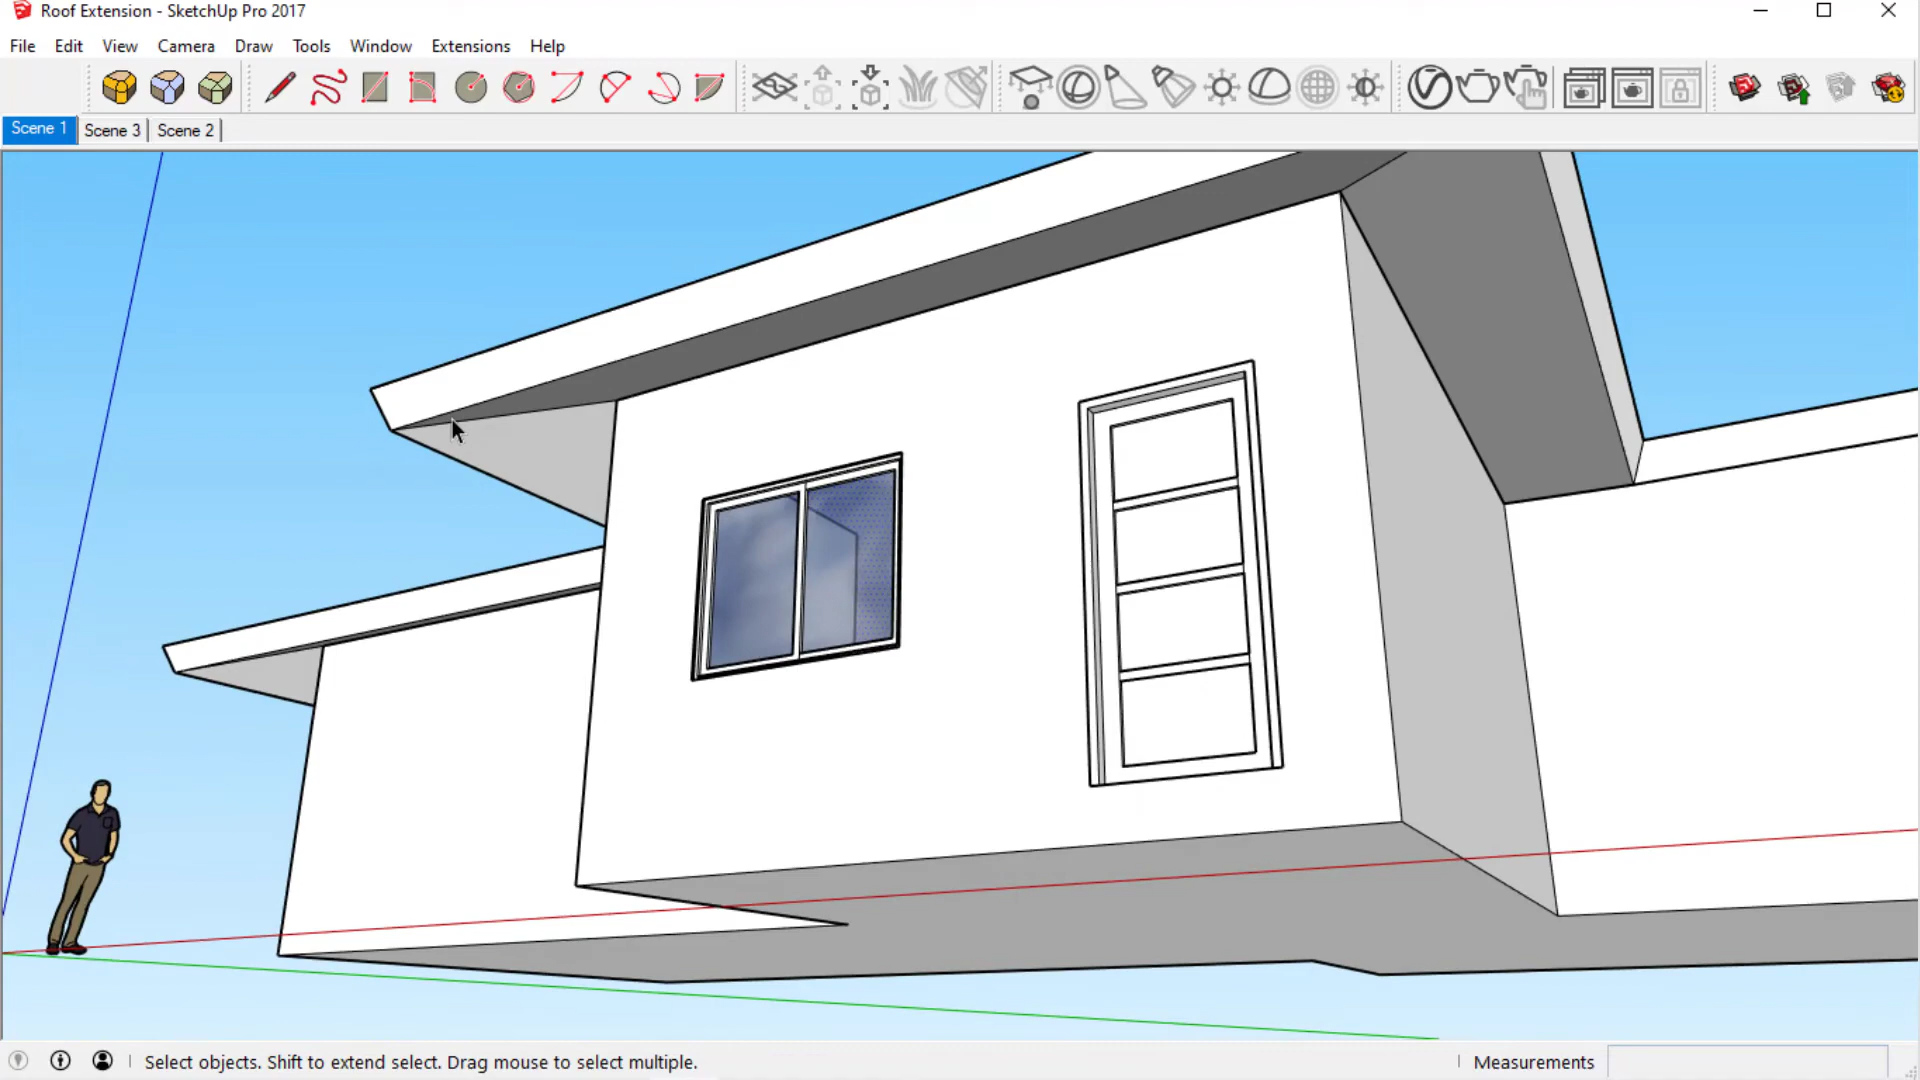 Roof Extension - SketchUp Pro 2017
File Edit View Camera Draw Tools Window Extensions Help
Scene 1 Scene 3 Scene 2
Select objects. Shift to extend select. Drag mouse to select multiple. Measurements